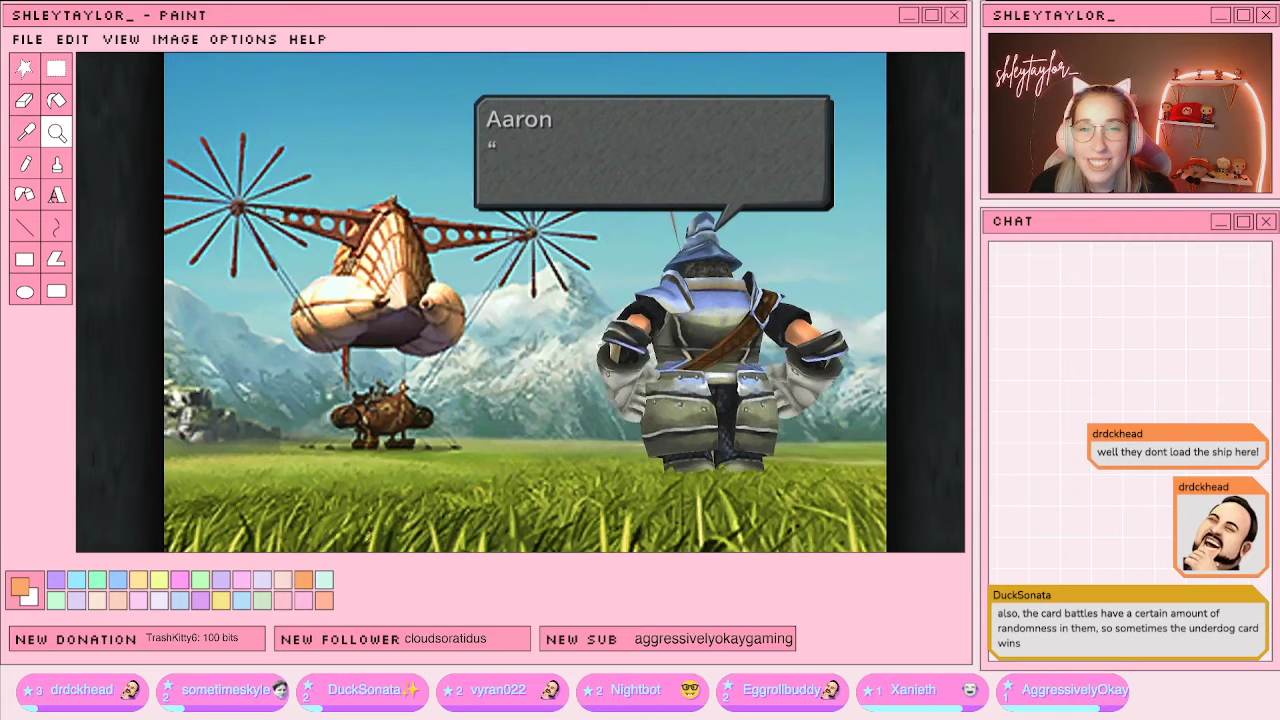 SHLEYTAYLOR_ - PAINT
FILE EDIT VIEW IMAGE OPTIONS HELP
Aaron
“
SHLEYTAYLOR_
shleytaylor_
CHAT
drdckhead
well they dont load the ship here!
drdckhead
DuckSonata
also, the card battles have a certain amount of
randomness in them, so sometimes the underdog card
wins
NEW DONATION TrashKitty6: 100 bits
NEW FOLLOWER cloudsoratidus
NEW SUB aggressivelyokaygaming
★3 drdckhead
★2 sometimeskyle
★2 DuckSonata✨
★2 vyran022
★2 Nightbot
★2 Eggrollbuddy
★1 Xanieth
★1 AggressivelyOkay